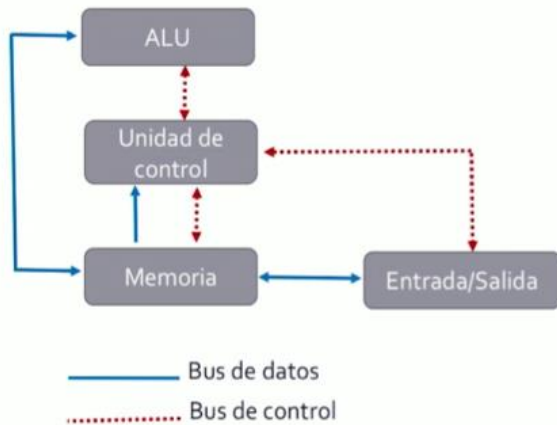 ALU
Unidad de
control
Memoria
Entrada/Salida
Bus de datos
Bus de control